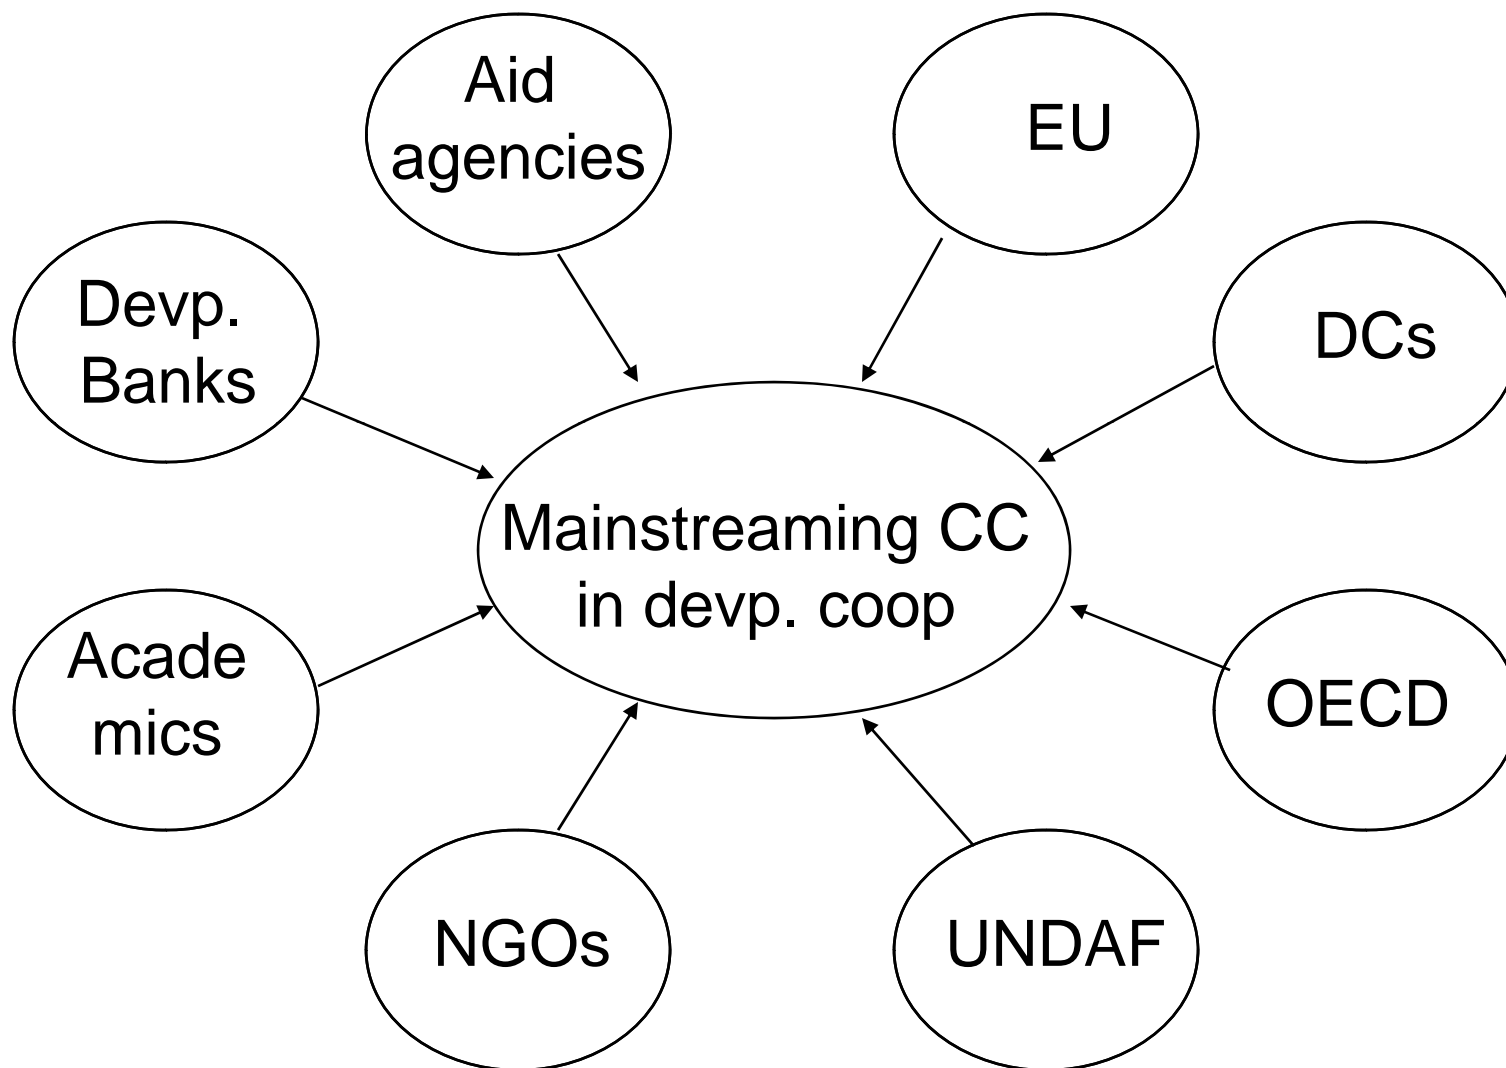 Aid
agencies
EU
Devp.
Banks
DCs
Mainstreaming CC
in devp. coop
Acade
mics
OECD
NGOs
UNDAF